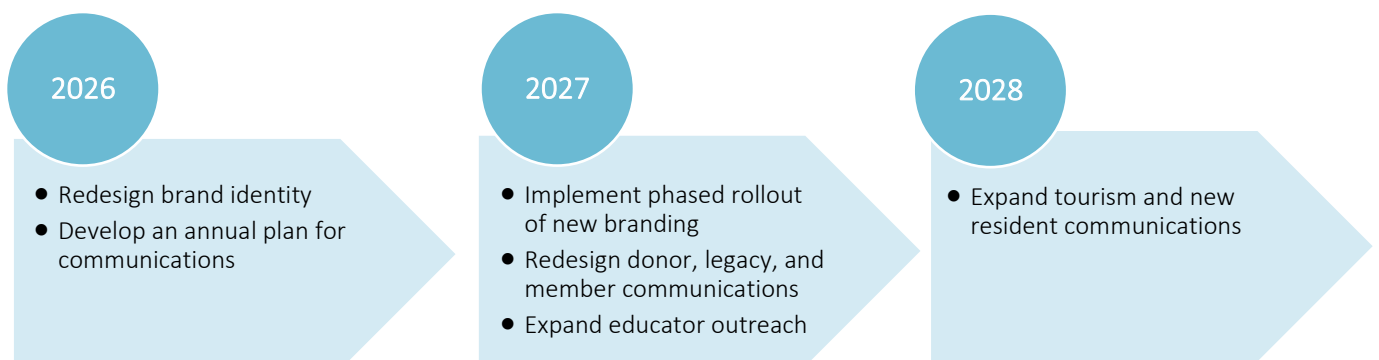 2026
• Redesign brand identity
• Develop an annual plan for
communications
2027
• Implement phased rollout
of new branding
• Redesign donor, legacy, and
member communications
• Expand educator outreach
2028
• Expand tourism and new
resident communications